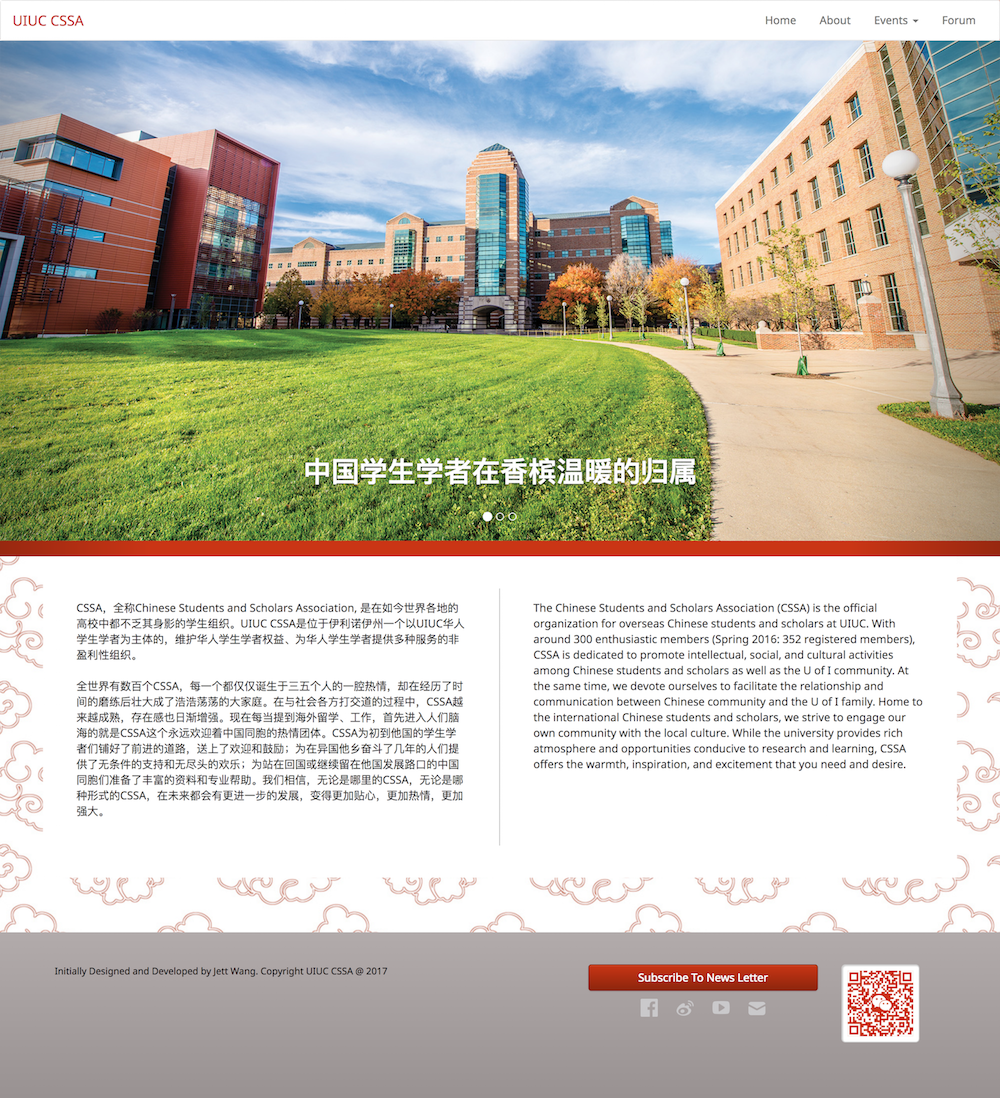 UIUC CSSA
Home
About
Events
Forum
中国学生学者在香槟温暖的归属
CSSA，全称Chinese Students and Scholars Association, 是在如今世界各地的
高校中都不乏其身影的学生组织。UIUC CSSA是位于伊利诺伊州一个以UIUC华人
学生学者为主体的，维护华人学生学者权益、为华人学生学者提供多种服务的非
盈利性组织。
全世界有数百个CSSA，每一个都仅仅诞生于三五个人的一腔热情，却在经历了时
间的磨练后壮大成了浩浩荡荡的大家庭。在与社会各方打交道的过程中，CSSA越
来越成熟，存在感也日渐增强。现在每当提到海外留学、工作，首先进入人们脑
海的就是CSSA这个永远欢迎着中国同胞的热情团体。CSSA为初到他国的学生学
者们铺好了前进的道路，送上了欢迎和鼓励；为在异国他乡奋斗了几年的人们提
供了无条件的支持和无尽头的欢乐；为站在回国或继续留在他国发展路口的中国
同胞们准备了丰富的资料和专业帮助。我们相信，无论是哪里的CSSA，无论是哪
种形式的CSSA，在未来都会有更进一步的发展，变得更加贴心，更加热情，更加
强大。
The Chinese Students and Scholars Association (CSSA) is the official
organization for overseas Chinese students and scholars at UIUC. With
around 300 enthusiastic members (Spring 2016: 352 registered members),
CSSA is dedicated to promote intellectual, social, and cultural activities
among Chinese students and scholars as well as the U of I community. At
the same time, we devote ourselves to facilitate the relationship and
communication between Chinese community and the U of I family. Home to
the international Chinese students and scholars, we strive to engage our
own community with the local culture. While the university provides rich
atmosphere and opportunities conducive to research and learning, CSSA
offers the warmth, inspiration, and excitement that you need and desire.
Initially Designed and Developed by Jett Wang. Copyright UIUC CSSA @ 2017
Subscribe To News Letter